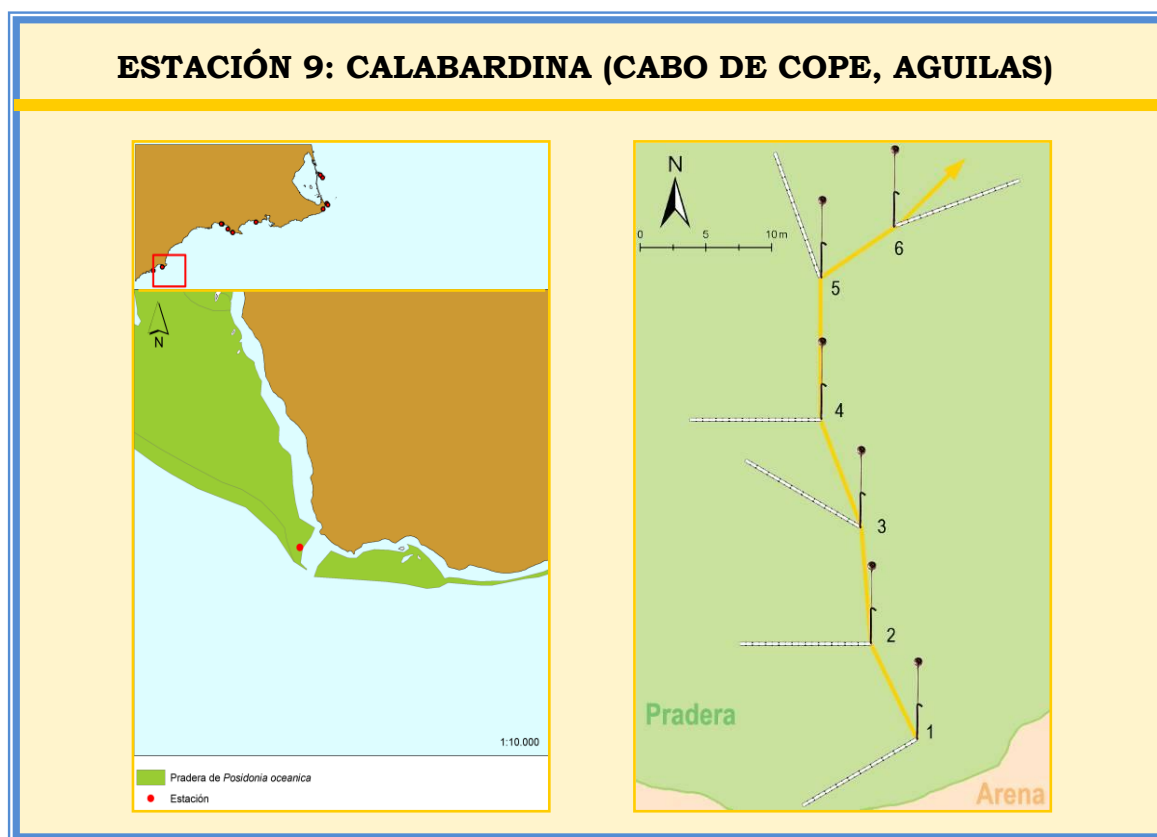 ESTACIÓN 9: CALABARDINA (CABO DE COPE, AGUILAS)
N
1:10.000
Pradera de Posidonia oceanica
Estación
N
0 5 10 m
6
5
4
3
2
1
Pradera
Arena